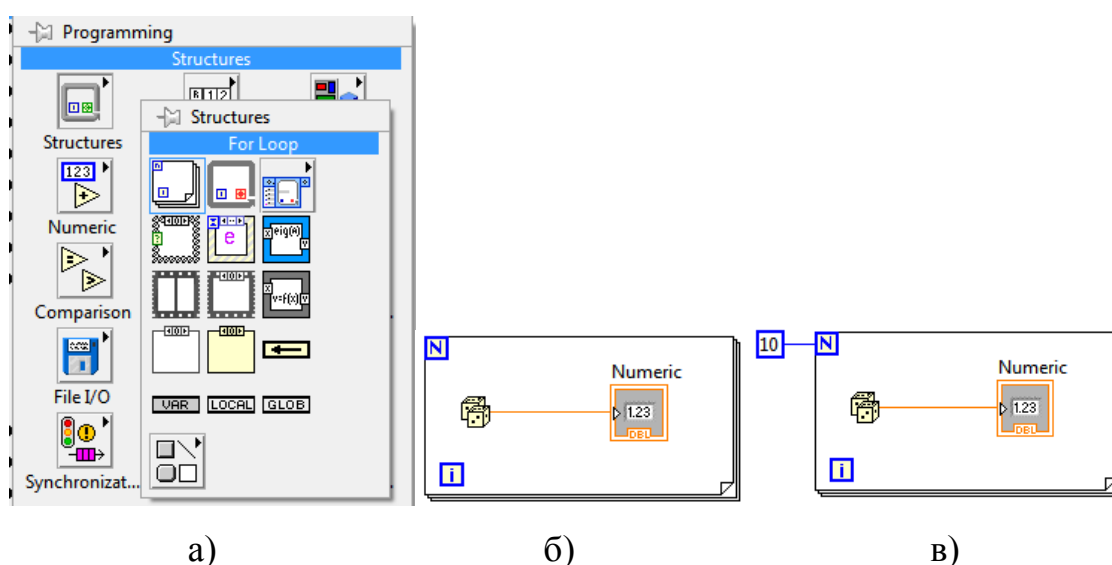 Programming
Structures
Structures
Numeric
Comparison
File I/O
Synchronizat...
Structures
For Loop
VAR LOCAL GLOB
N
Numeric
1.23
DBL
i
10
N
Numeric
1.23
DBL
i
а) б) в)